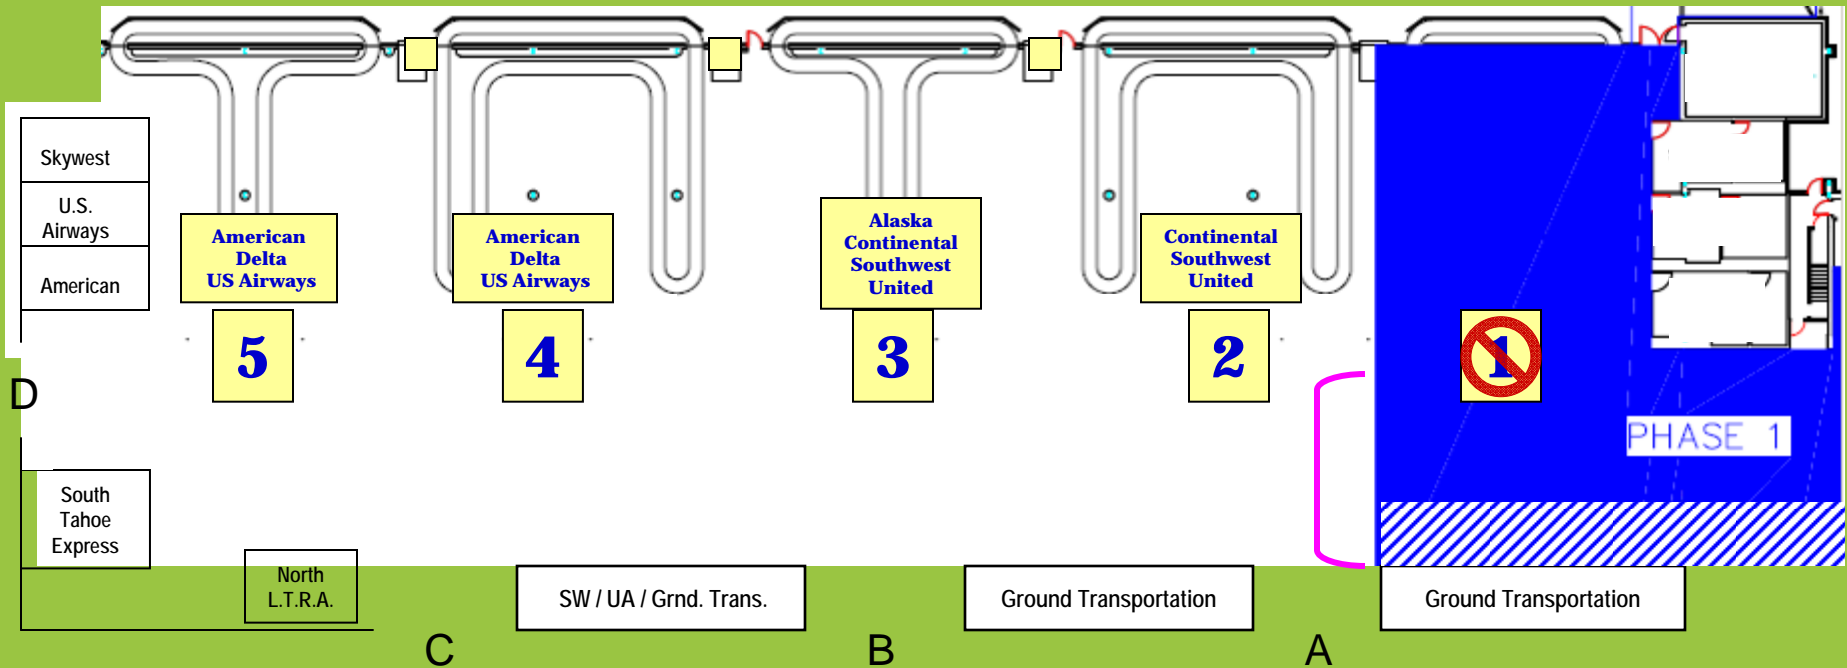 Skywest
U.S.
Airways
American
American
Delta
US Airways
5
American
Delta
US Airways
4
Alaska
Continental
Southwest
United
3
Continental
Southwest
United
2
1
PHASE 1
D
South
Tahoe
Express
North
L.T.R.A.
SW / UA / Grnd. Trans.
Ground Transportation
Ground Transportation
C
B
A